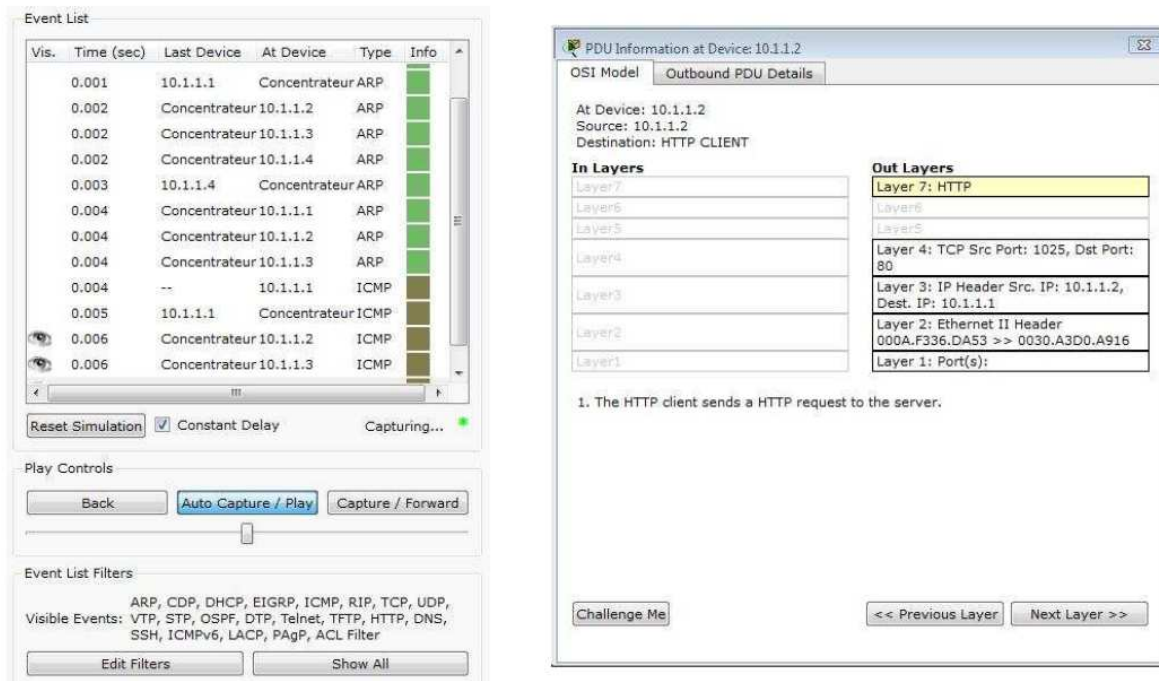 Event List
Vis. Time (sec) Last Device At Device Type Info
0.001 10.1.1.1 Concentrateur ARP
0.002 Concentrateur 10.1.1.2 ARP
0.002 Concentrateur 10.1.1.3 ARP
0.002 Concentrateur 10.1.1.4 ARP
0.003 10.1.1.4 Concentrateur ARP
0.004 Concentrateur 10.1.1.1 ARP
0.004 Concentrateur 10.1.1.2 ARP
0.004 Concentrateur 10.1.1.3 ARP
0.004 -- 10.1.1.1 ICMP
0.005 10.1.1.1 Concentrateur ICMP
0.006 Concentrateur 10.1.1.2 ICMP
0.006 Concentrateur 10.1.1.3 ICMP
Reset Simulation Constant Delay Capturing...
Play Controls
Back Auto Capture / Play Capture / Forward
Event List Filters
Visible Events: ARP, CDP, DHCP, EIGRP, ICMP, RIP, TCP, UDP,
VTP, STP, OSPF, DTP, Telnet, TFTP, HTTP, DNS,
SSH, ICMPv6, LACP, PAgP, ACL Filter
Edit Filters Show All
PDU Information at Device: 10.1.1.2
OSI Model Outbound PDU Details
At Device: 10.1.1.2
Source: 10.1.1.2
Destination: HTTP CLIENT
In Layers
Layer7
Layer6
Layer5
Layer4
Layer3
Layer2
Layer1
Out Layers
Layer 7: HTTP
Layer6
Layer5
Layer 4: TCP Src Port: 1025, Dst Port:
80
Layer 3: IP Header Src. IP: 10.1.1.2,
Dest. IP: 10.1.1.1
Layer 2: Ethernet II Header
000A.F336.DA53 >> 0030.A3D0.A916
Layer 1: Port(s):
1. The HTTP client sends a HTTP request to the server.
Challenge Me << Previous Layer Next Layer >>